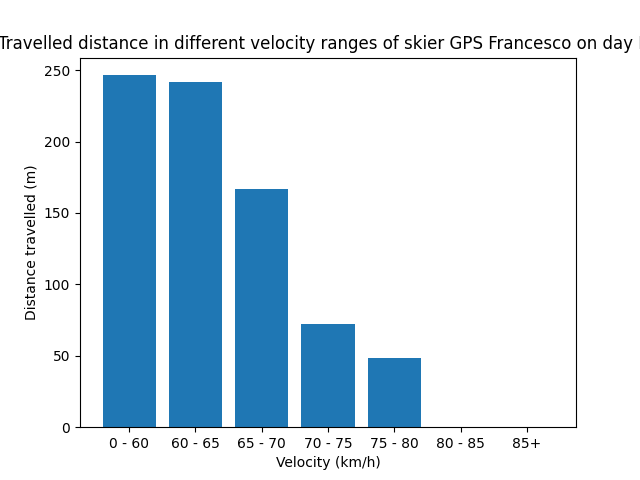 Travelled distance in different velocity ranges of skier GPS Francesco on day
250
200
150
100
50
0
Distance travelled (m)
0 - 60 60 - 65 65 - 70 70 - 75 75 - 80 80 - 85 85+
Velocity (km/h)